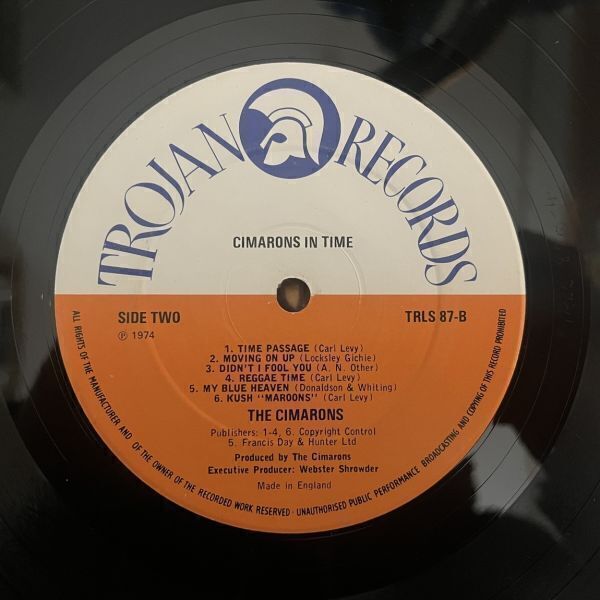 TROJAN RECORDS
CIMARONS IN TIME
SIDE TWO
TRLS 87-B
℗ 1974
1. TIME PASSAGE (Carl Levy)
2. MOVING ON UP (Locksley Gichie)
3. DIDN'T I FOOL YOU (A. N. Other)
4. REGGAE TIME (Carl Levy)
5. MY BLUE HEAVEN (Donaldson & Whiting)
6. KUSH "MAROONS" (Carl Levy)
THE CIMARONS
Publishers: 1-4, 6. Copyright Control
5. Francis Day & Hunter Ltd
Produced by The Cimarons
Executive Producer: Webster Shrowder
Made in England
ALL RIGHTS OF THE MANUFACTURER AND OF THE OWNER OF THE RECORDED WORK RESERVED · UNAUTHORISED PUBLIC PERFORMANCE BROADCASTING AND COPYING OF THIS RECORD PROHIBITED